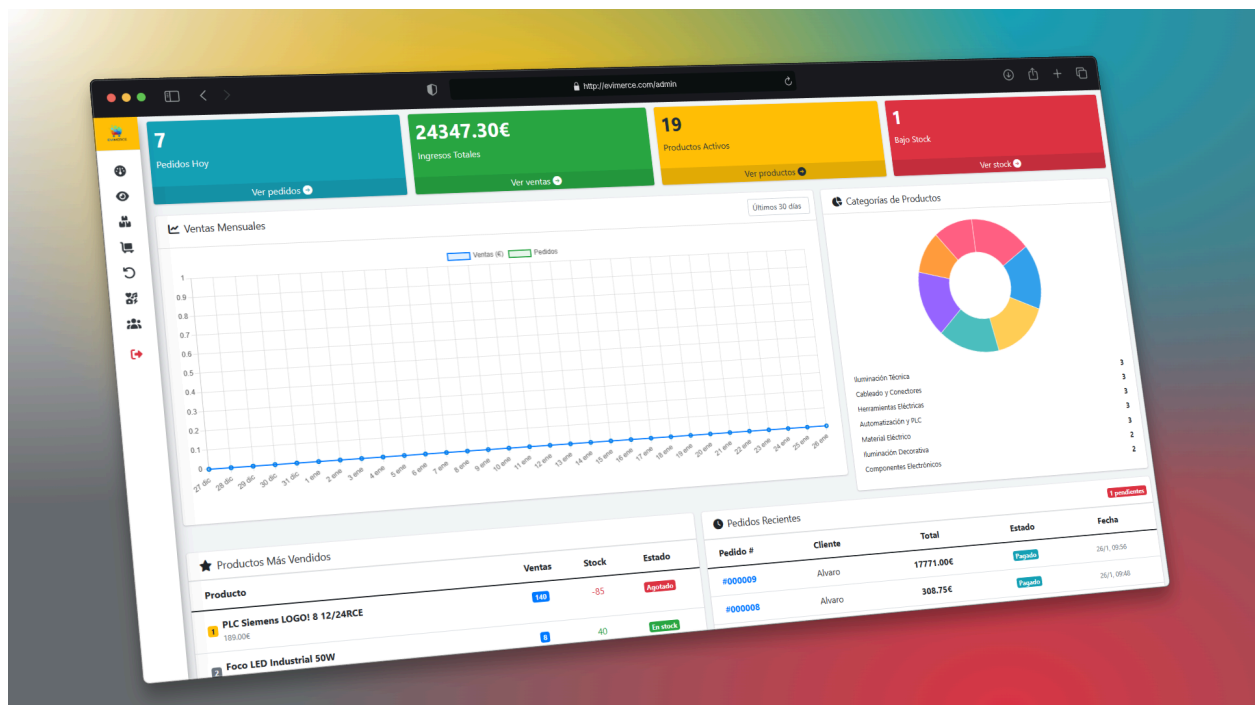 http://evimerce.com/admin
EVIMERCE
7
Pedidos Hoy
Ver pedidos
24347.30€
Ingresos Totales
Ver ventas
19
Productos Activos
Ver productos
1
Bajo Stock
Ver stock
Ventas Mensuales
Últimos 30 días
Ventas (€) Pedidos
1
0.9
0.8
0.7
0.6
0.5
0.4
0.3
0.2
0.1
0
27 dic 28 dic 29 dic 30 dic 31 dic 1 ene 2 ene 3 ene 4 ene 5 ene 6 ene 7 ene 8 ene 9 ene 10 ene 11 ene 12 ene 13 ene 14 ene 15 ene 16 ene 17 ene 18 ene 19 ene 20 ene 21 ene 22 ene 23 ene 24 ene 25 ene 26 ene
Categorías de Productos
Iluminación Técnica 3
Cableado y Conectores 3
Herramientas Eléctricas 3
Automatización y PLC 3
Material Eléctrico 3
Iluminación Decorativa 2
Componentes Electrónicos 2
Productos Más Vendidos
Producto Ventas Stock Estado
1 PLC Siemens LOGO! 8 12/24RCE 140 -85 Agotado
189.00€
2 Foco LED Industrial 50W 8 40 En stock
Pedidos Recientes
1 pendientes
Pedido # Cliente Total Estado Fecha
#000009 Alvaro 17771.00€ Pagado 26/1, 09:56
#000008 Alvaro 308.75€ Pagado 26/1, 09:48